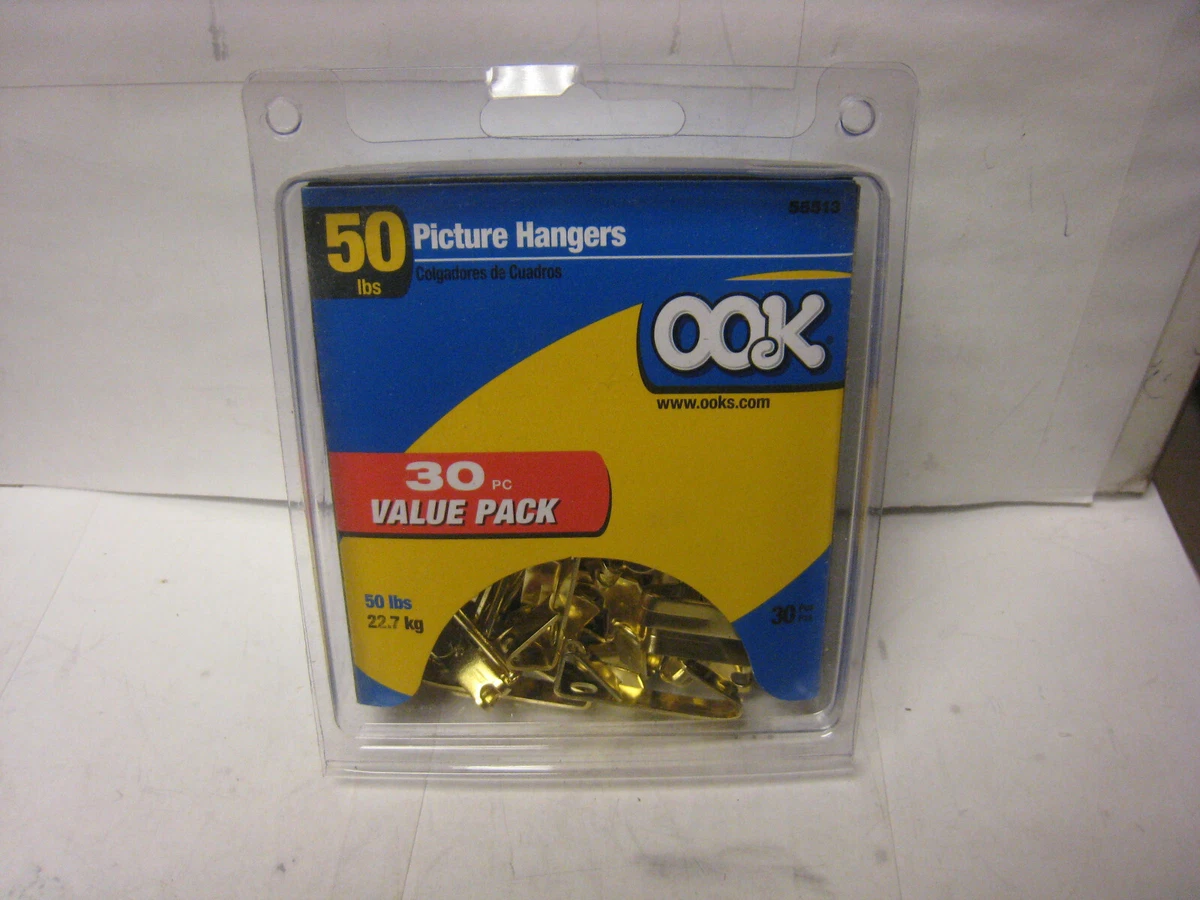 56513
50
lbs
Picture Hangers
Colgadores de Cuadros
OOK
www.ooks.com
30 PC
VALUE PACK
50 lbs
22.7 kg
30